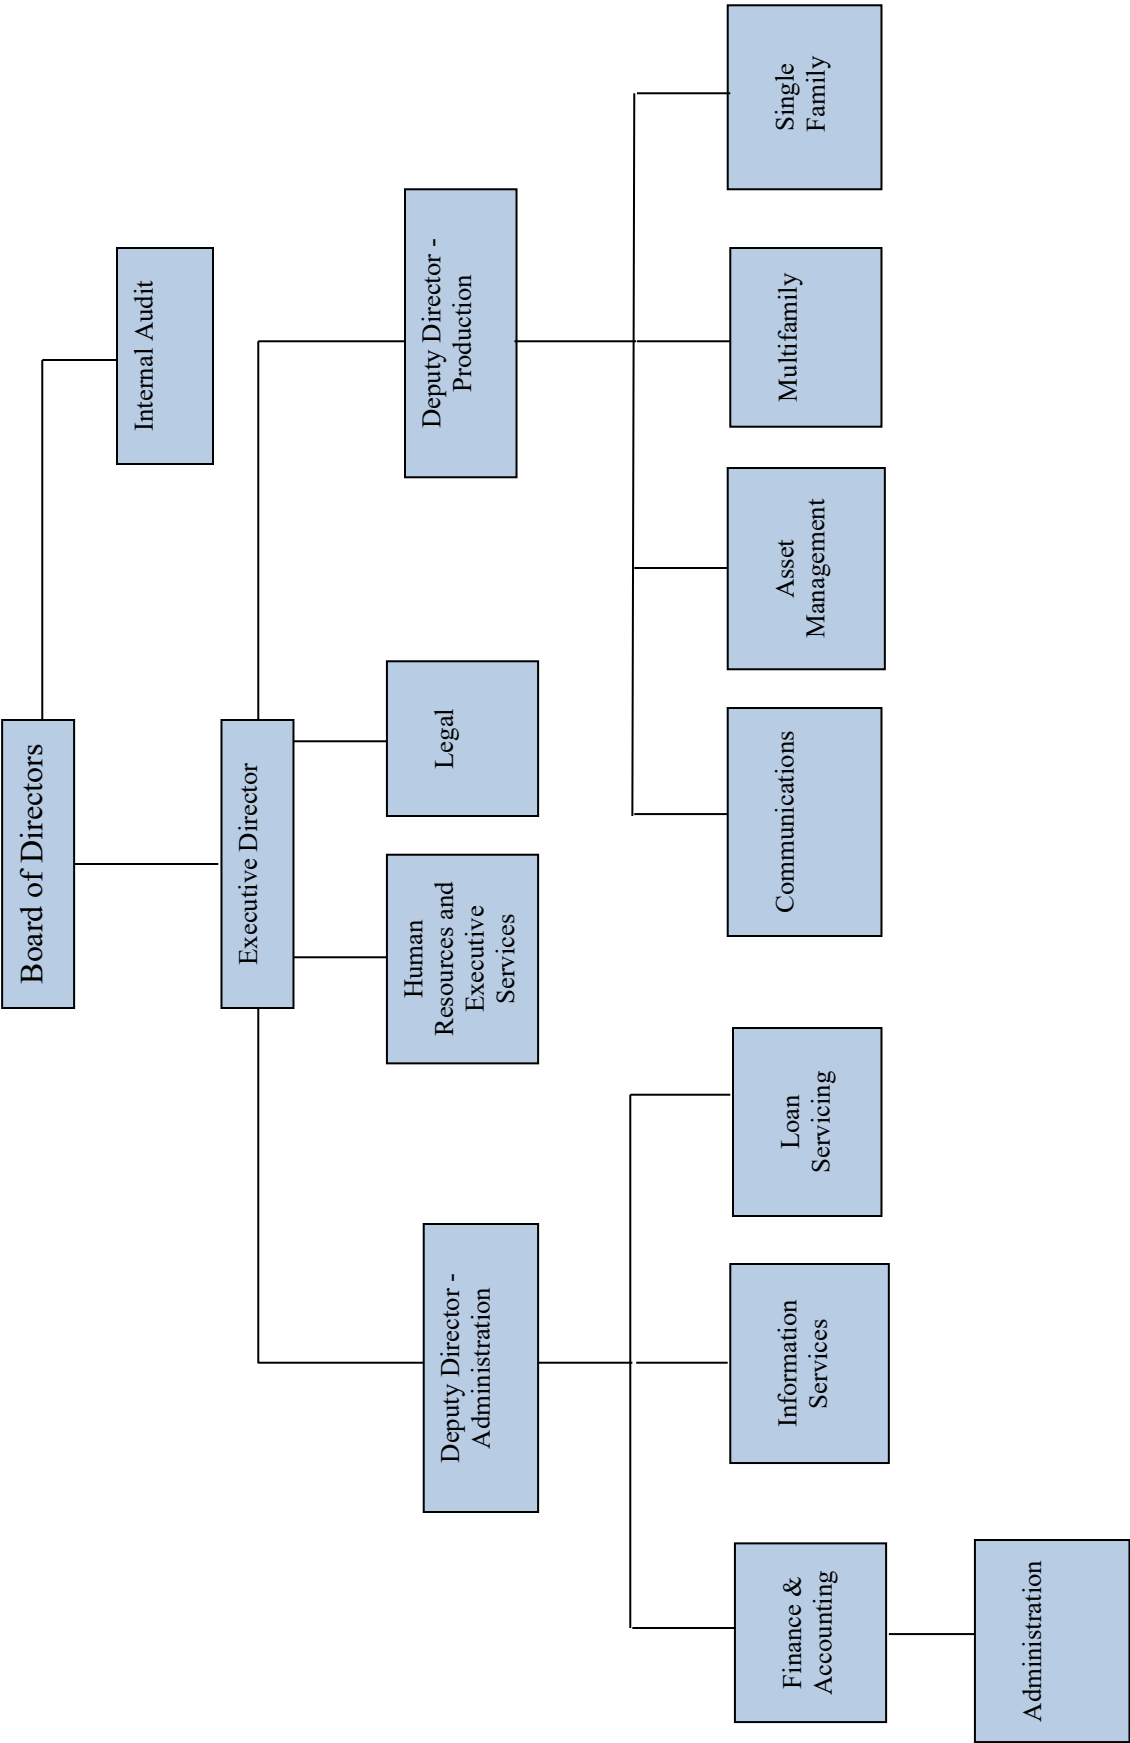 Board of Directors
Internal Audit
Executive Director
Deputy Director -
Administration
Human
Resources and
Executive
Services
Legal
Deputy Director -
Production
Finance &
Accounting
Information
Services
Loan
Servicing
Communications
Asset
Management
Multifamily
Single
Family
Administration